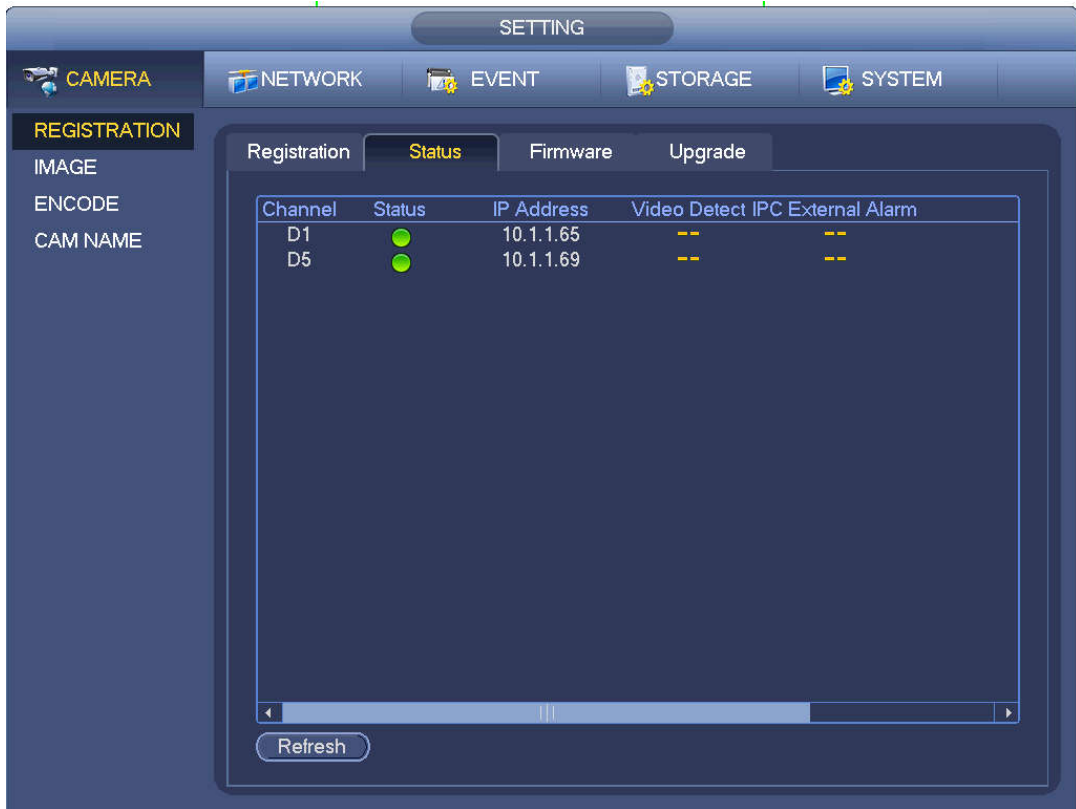 SETTING
CAMERA NETWORK EVENT STORAGE SYSTEM
REGISTRATION
IMAGE
ENCODE
CAM NAME
Registration Status Firmware Upgrade
Channel Status IP Address Video Detect IPC External Alarm
D1 10.1.1.65 -- --
D5 10.1.1.69 -- --
Refresh